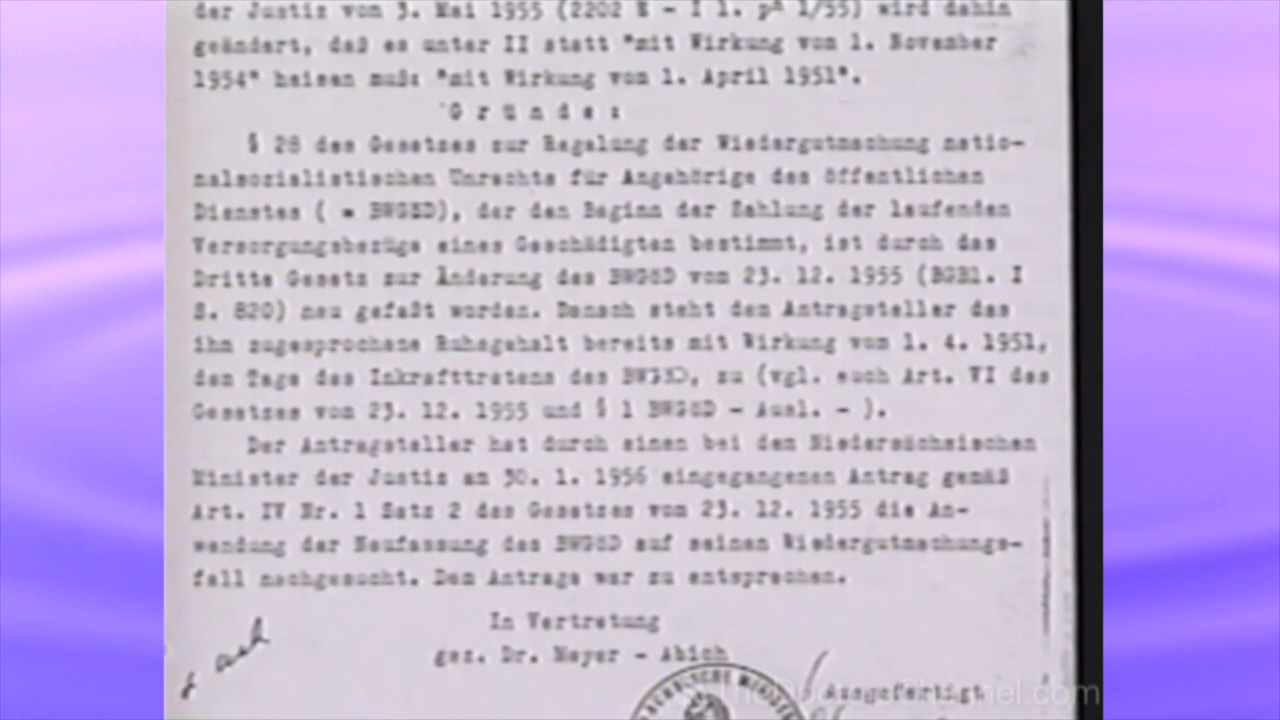 der Justiz von 3. Mai 1955 (2202 E - I 1. p^a 1/55) wird dahin
geändert, daß es unter II statt "mit Wirkung vom 1. November
1954" heisen muß: "mit Wirkung vom 1. April 1951".
Gründe:
§ 28 des Gesetzes zur Regelung der Wiedergutmachung natio-
nalsozialistischen Unrechts für Angehörige des öffentlichen
Dienstes ( = BWGöD), der den Beginn der Zahlung der laufenden
Versorgungsbezüge eines Geschädigten bestimmt, ist durch das
Dritte Gesetz zur Änderung des BWGöD vom 23. 12. 1955 (BGBl. I
S. 820) neu gefaßt worden. Danach steht dem Antragsteller das
ihm zugesprochene Ruhegehalt bereits mit Wirkung vom 1. 4. 1951,
dem Tage des Inkrafttretens des BWGöD, zu (vgl. auch Art. VI des
Gesetzes vom 23. 12. 1955 und § 1 BWGöD - Ausl. - ).
Der Antragsteller hat durch einen bei dem Niedersächsischen
Minister der Justiz am 30. 1. 1956 eingegangenen Antrag gemäß
Art. IV Nr. 1 Satz 2 des Gesetzes vom 23. 12. 1955 die An-
wendung der Neufassung des BWGöD auf seinen Wiedergutmachungs-
fall nachgesucht. Dem Antrage war zu entsprechen.
In Vertretung
gez. Dr. Meyer - Abich
Ausgefertigt